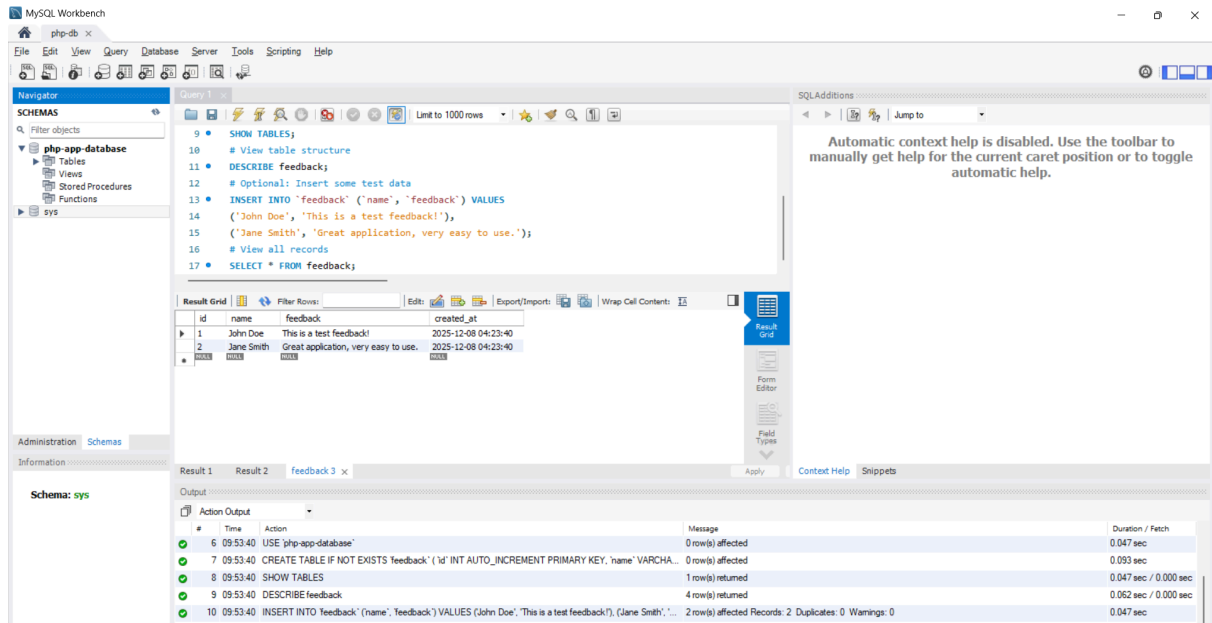 MySQL Workbench
php-db
File Edit View Query Database Server Tools Scripting Help
Navigator
SCHEMAS
Filter objects
php-app-database
Tables
Views
Stored Procedures
Functions
sys
Administration Schemas
Information
Schema: sys
Query 1
Limit to 1000 rows
9 SHOW TABLES;
10 # View table structure
11 DESCRIBE feedback;
12 # Optional: Insert some test data
13 INSERT INTO `feedback` (`name`, `feedback`) VALUES
14 ('John Doe', 'This is a test feedback!'),
15 ('Jane Smith', 'Great application, very easy to use.');
16 # View all records
17 SELECT * FROM feedback;
Result Grid Filter Rows: Edit: Export/Import: Wrap Cell Content:
id name feedback created_at
1 John Doe This is a test feedback! 2025-12-08 04:23:40
2 Jane Smith Great application, very easy to use. 2025-12-08 04:23:40
NULL NULL NULL NULL
Result
Grid
Form
Editor
Field
Types
Result 1 Result 2 feedback 3 Apply
SQLAdditions
Jump to
Automatic context help is disabled. Use the toolbar to
manually get help for the current caret position or to toggle
automatic help.
Context Help Snippets
Output
Action Output
# Time Action Message Duration / Fetch
6 09:53:40 USE `php-app-database` 0 row(s) affected 0.047 sec
7 09:53:40 CREATE TABLE IF NOT EXISTS `feedback` ( `id` INT AUTO_INCREMENT PRIMARY KEY, `name` VARCHA... 0 row(s) affected 0.093 sec
8 09:53:40 SHOW TABLES 1 row(s) returned 0.047 sec / 0.000 sec
9 09:53:40 DESCRIBE feedback 4 row(s) returned 0.062 sec / 0.000 sec
10 09:53:40 INSERT INTO `feedback` (`name`, `feedback`) VALUES ('John Doe', 'This is a test feedback!'), ('Jane Smith', '... 2 row(s) affected Records: 2 Duplicates: 0 Warnings: 0 0.047 sec